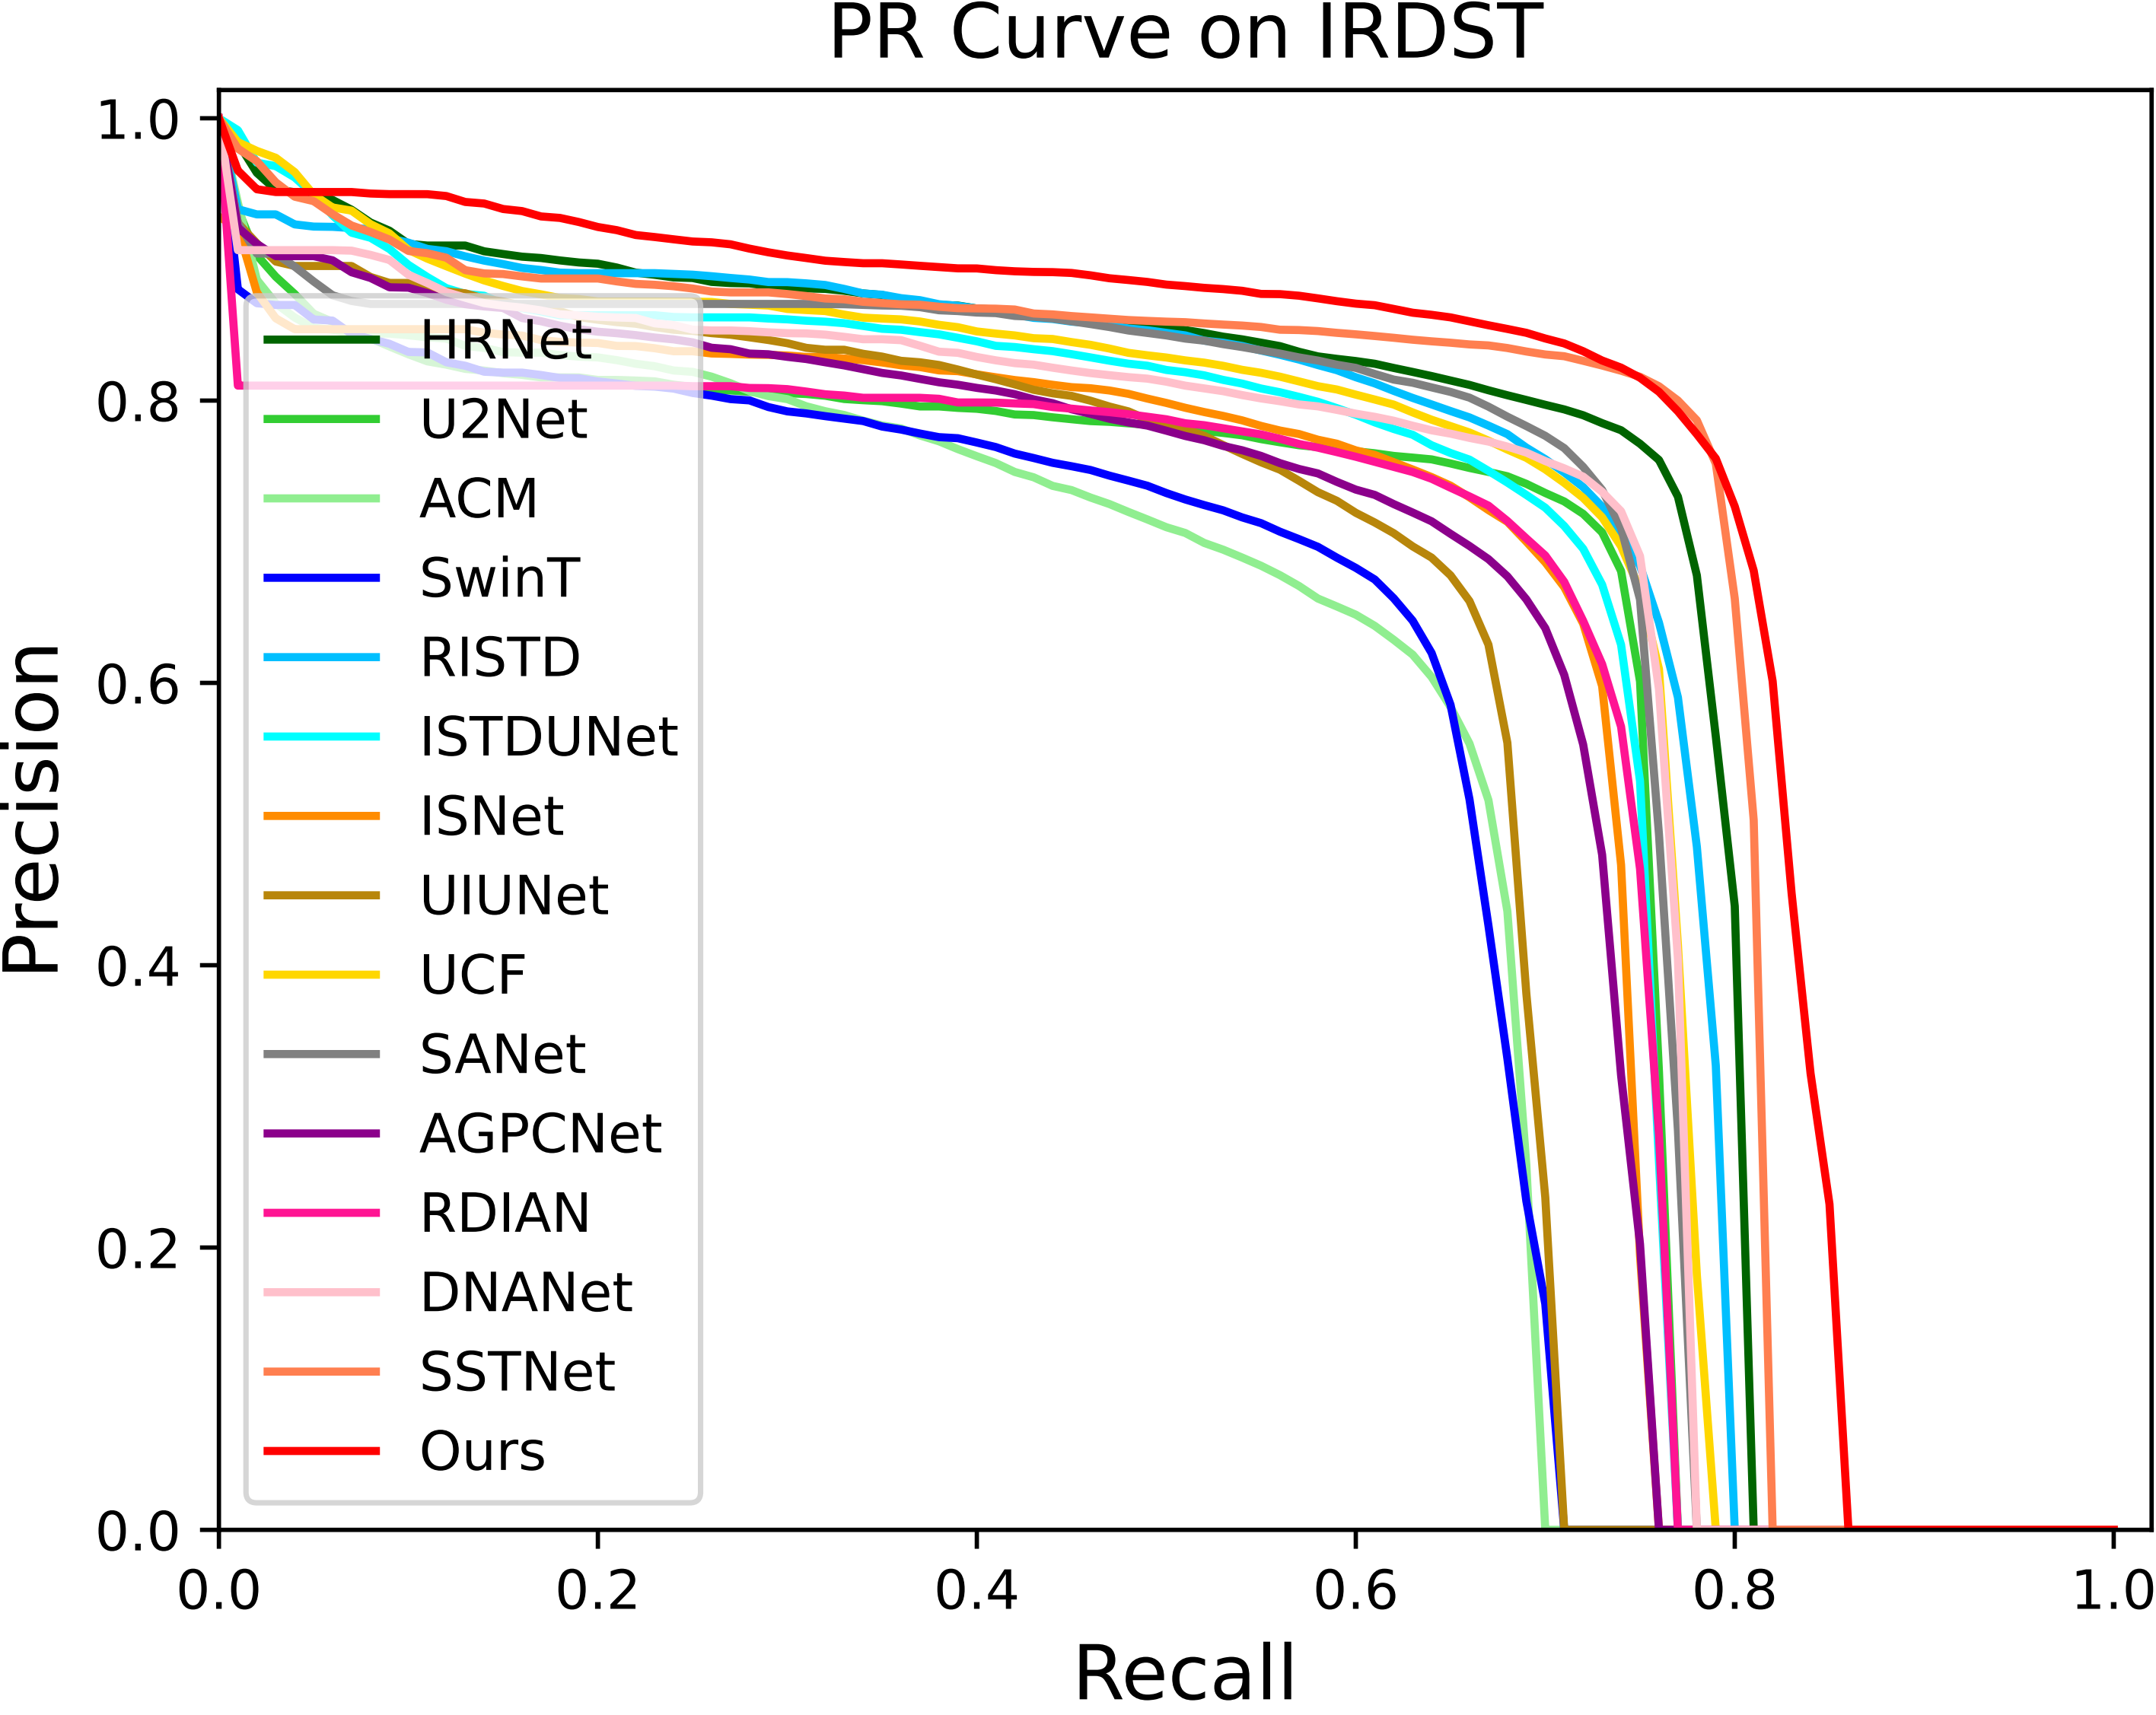 PR Curve on IRDST
Precision
1.0
0.8
0.6
0.4
0.2
0.0
HRNet
U2Net
ACM
SwinT
RISTD
ISTDUNet
ISNet
UIUNet
UCF
SANet
AGPCNet
RDIAN
DNANet
SSTNet
Ours
0.0 0.2 0.4 0.6 0.8 1.0
Recall